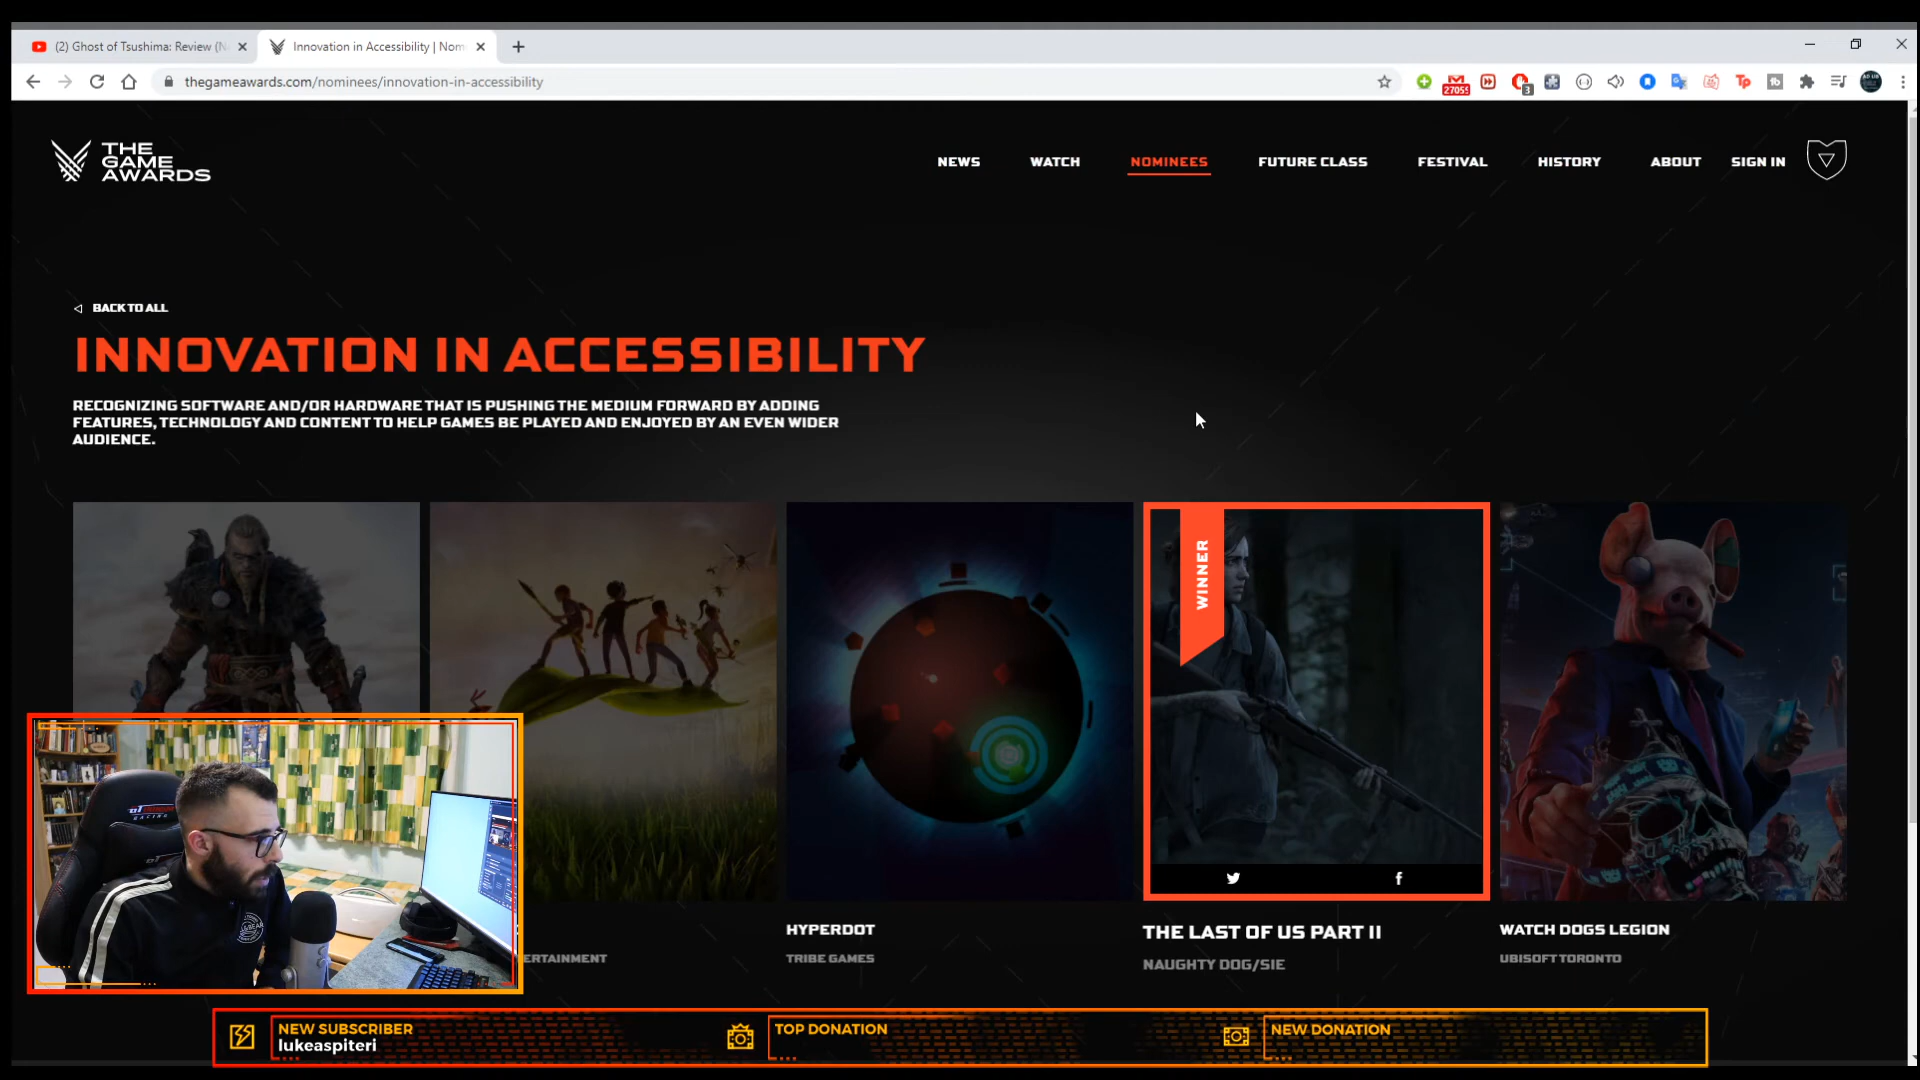 (2) Ghost of Tsushima: Review (N
Innovation in Accessibility | Nom
thegameawards.com/nominees/innovation-in-accessibility
27055
3
THE GAME AWARDS
NEWS
WATCH
NOMINEES
FUTURE CLASS
FESTIVAL
HISTORY
ABOUT
SIGN IN
BACK TO ALL
INNOVATION IN ACCESSIBILITY
RECOGNIZING SOFTWARE AND/OR HARDWARE THAT IS PUSHING THE MEDIUM FORWARD BY ADDING
FEATURES, TECHNOLOGY AND CONTENT TO HELP GAMES BE PLAYED AND ENJOYED BY AN EVEN WIDER
AUDIENCE.
WINNER
HYPERDOT
TRIBE GAMES
THE LAST OF US PART II
NAUGHTY DOG/SIE
WATCH DOGS LEGION
UBISOFT TORONTO
ERTAINMENT
NEW SUBSCRIBER
lukeaspiteri
TOP DONATION
NEW DONATION